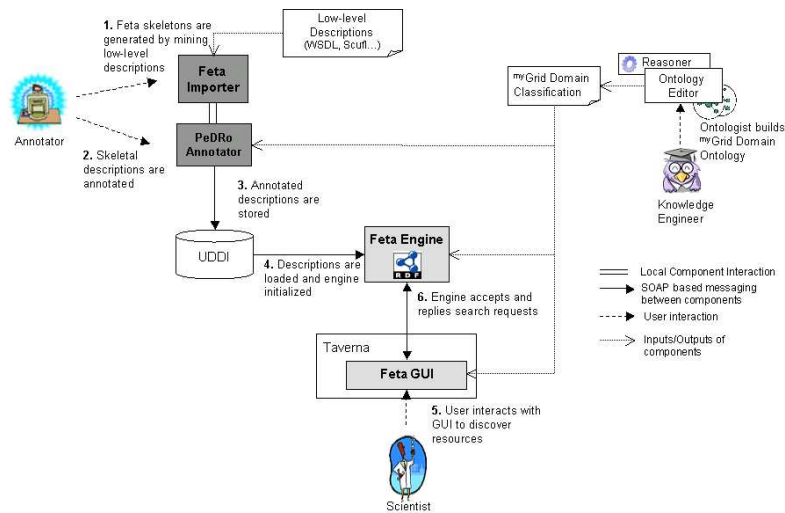 1. Feta skeletons are
generated by mining
low-level
descriptions
Low-level
Descriptions
(WSDL, Scufl...)
Feta
Importer
myGrid Domain
Classification
Reasoner
Ontology
Editor
Annotator
PeDRo
Annotator
Ontologist builds
myGrid Domain
Ontology
2. Skeletal
descriptions are
annotated
3. Annotated
descriptions are
stored
Knowledge
Engineer
UDDI
Feta Engine
RDF
4. Descriptions are
loaded and engine
initialized
6. Engine accepts and
replies search requests
Local Component Interaction
SOAP based messaging
between components
User interaction
Inputs/Outputs of
components
Taverna
Feta GUI
5. User interacts with
GUI to discover
resources
Scientist